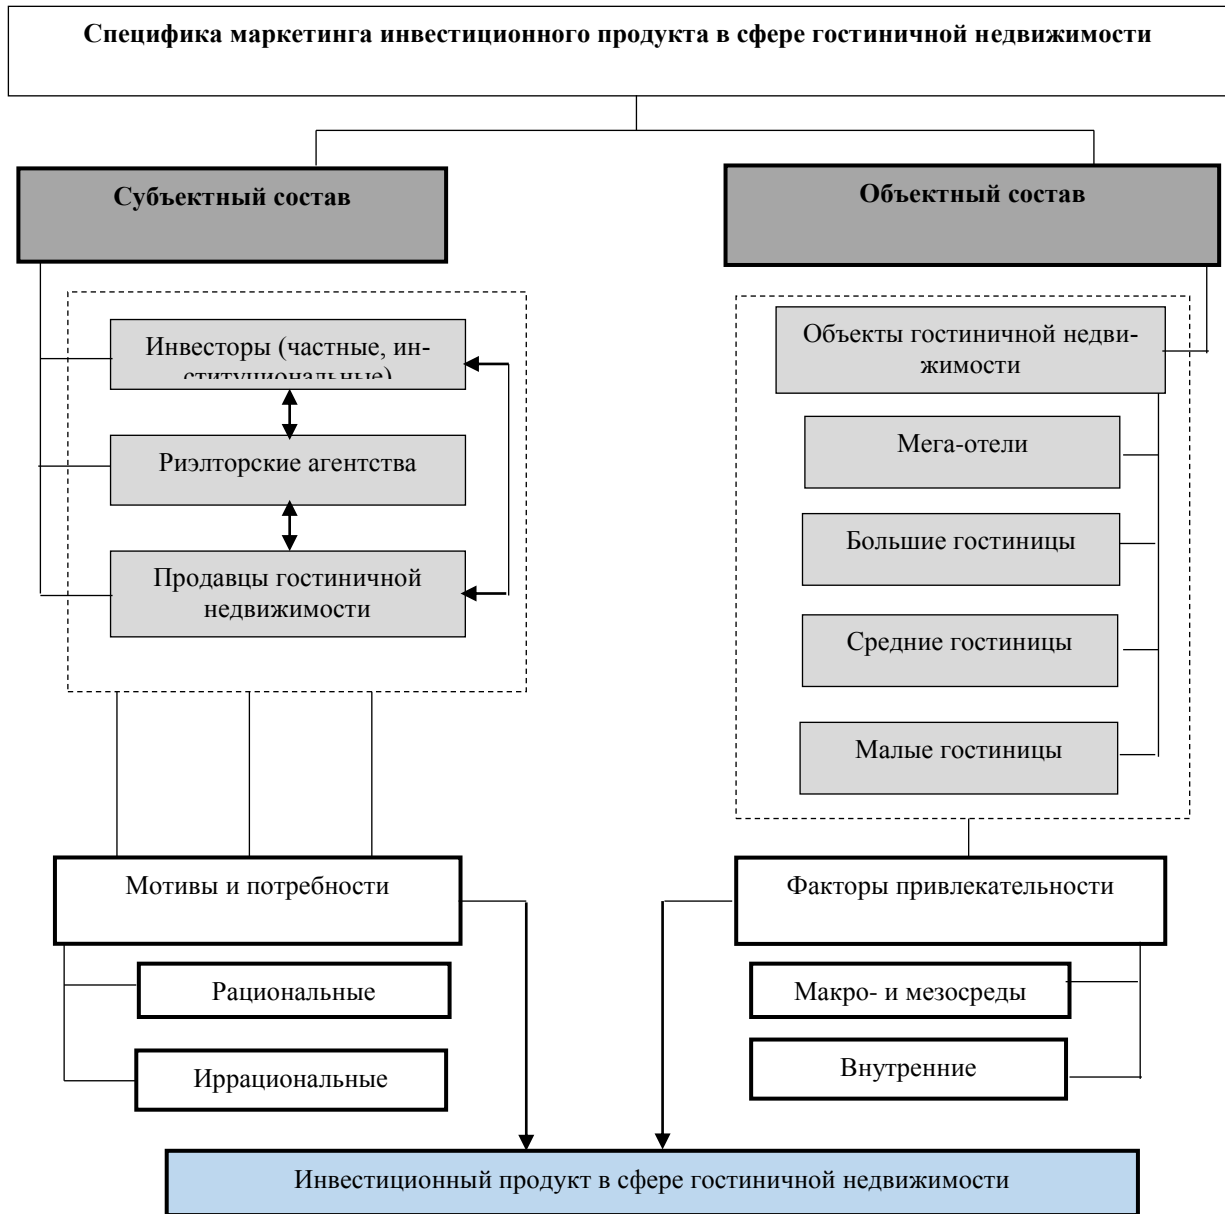 Специфика маркетинга инвестиционного продукта в сфере гостиничной недвижимости
Субъектный состав
Объектный состав
Инвесторы (частные, ин-
ституциональные)
Риэлторские агентства
Продавцы гостиничной
недвижимости
Объекты гостиничной недви-
жимости
Мега-отели
Большие гостиницы
Средние гостиницы
Малые гостиницы
Мотивы и потребности
Рациональные
Иррациональные
Факторы привлекательности
Макро- и мезосреды
Внутренние
Инвестиционный продукт в сфере гостиничной недвижимости